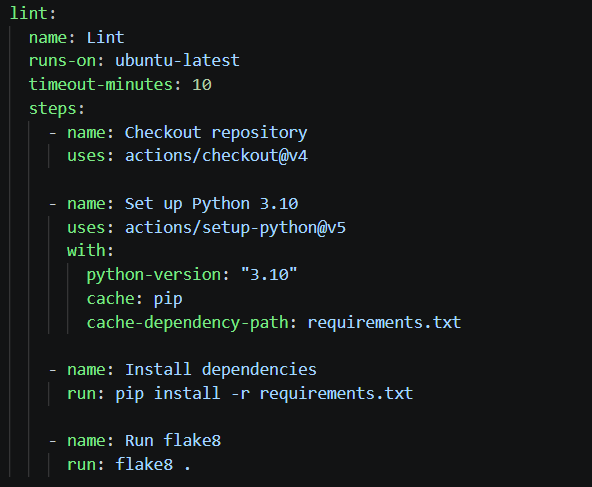 lint:
name: Lint
runs-on: ubuntu-latest
timeout-minutes: 10
steps:
- name: Checkout repository
uses: actions/checkout@v4
- name: Set up Python 3.10
uses: actions/setup-python@v5
with:
python-version: "3.10"
cache: pip
cache-dependency-path: requirements.txt
- name: Install dependencies
run: pip install -r requirements.txt
- name: Run flake8
run: flake8 .